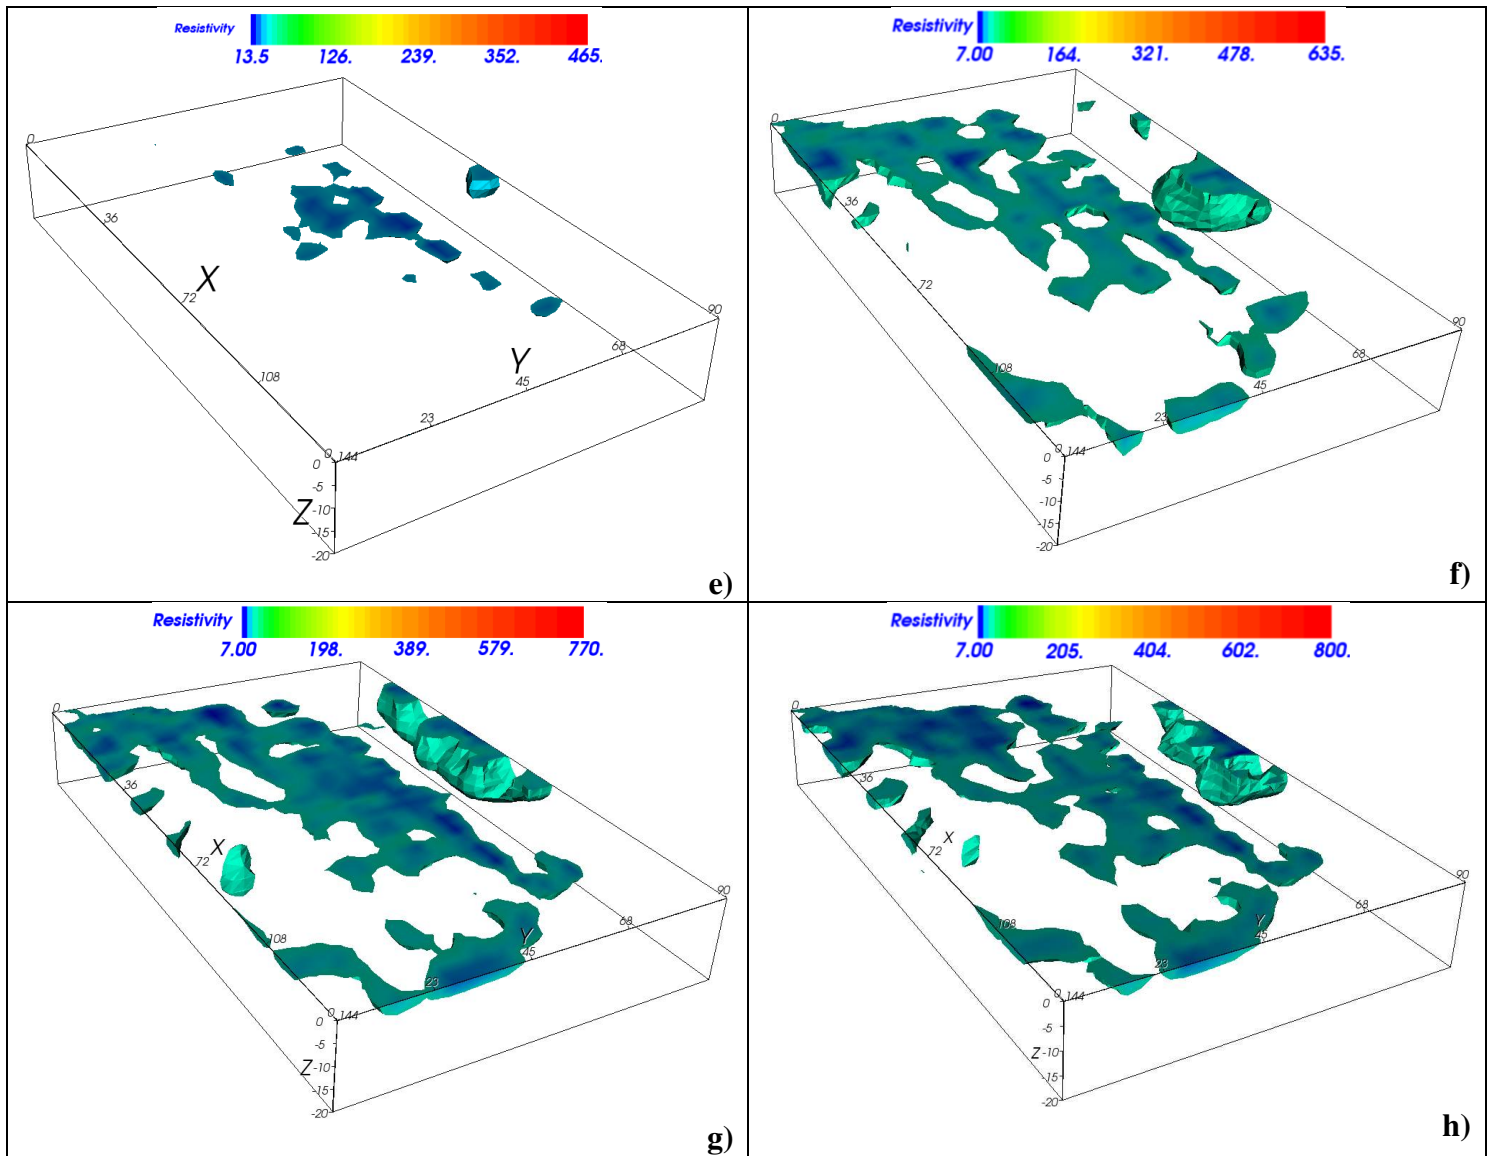 Resistivity
13.5 126. 239. 352. 465.
0
36
X
72
90
68
Y
45
108
23
0 144
0
-5
Z -10
-15
-20
e)
Resistivity
7.00 164. 321. 478. 635.
0
36
72
90
68
108
45
23
0 144
0
-5
-10
-15
-20
f)
Resistivity
7.00 198. 389. 579. 770.
0
36
X
72
90
68
Y
108
45
23
0 144
0
-5
Z -10
-15
-20
g)
Resistivity
7.00 205. 404. 602. 800.
0
36
X
72
90
68
Y
108
45
23
0 144
0
-5
Z -10
-15
-20
h)